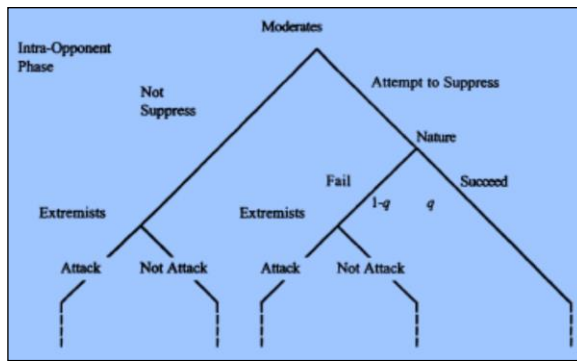 Moderates
Intra-Opponent
Phase
Not
Suppress
Attempt to Suppress
Nature
Fail
Succeed
1-q
q
Extremists
Extremists
Attack
Not Attack
Attack
Not Attack